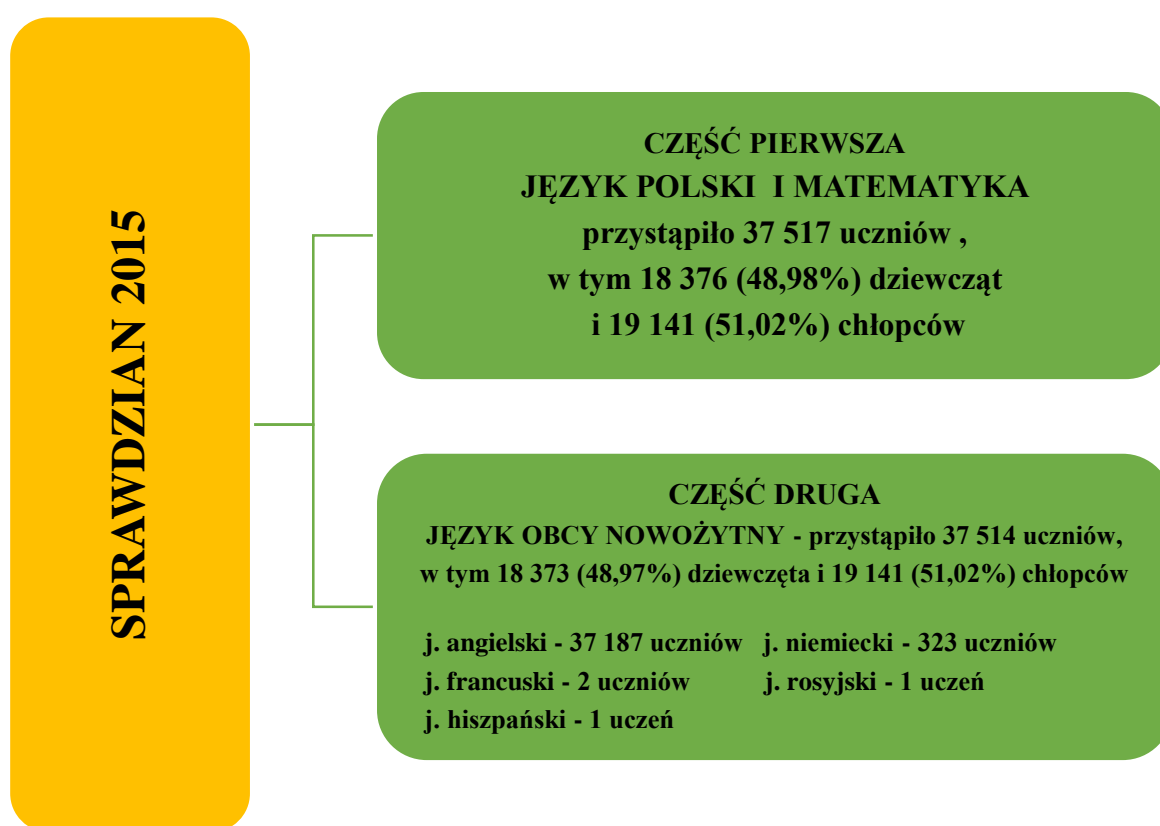 SPRAWDZIAN 2015
CZĘŚĆ PIERWSZA
JĘZYK POLSKI I MATEMATYKA
przystąpiło 37 517 uczniów ,
w tym 18 376 (48,98%) dziewcząt
i 19 141 (51,02%) chłopców
CZĘŚĆ DRUGA
JĘZYK OBCY NOWOŻYTNY - przystąpiło 37 514 uczniów,
w tym 18 373 (48,97%) dziewczęta i 19 141 (51,02%) chłopców
j. angielski - 37 187 uczniów j. niemiecki - 323 uczniów
j. francuski - 2 uczniów j. rosyjski - 1 uczeń
j. hiszpański - 1 uczeń